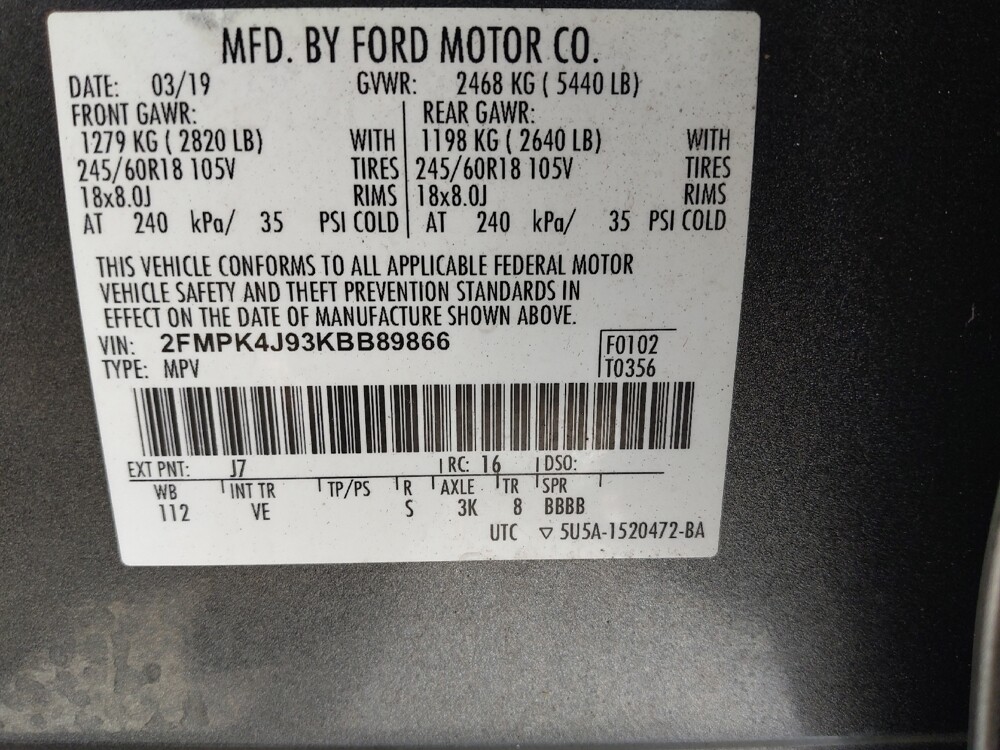 MFD. BY FORD MOTOR CO.
DATE: 03/19 GVWR: 2468 KG ( 5440 LB)
FRONT GAWR: REAR GAWR:
1279 KG ( 2820 LB) WITH 1198 KG ( 2640 LB) WITH
245/60R18 105V TIRES 245/60R18 105V TIRES
18x8.0J RIMS 18x8.0J RIMS
AT 240 kPa/ 35 PSI COLD AT 240 kPa/ 35 PSI COLD
THIS VEHICLE CONFORMS TO ALL APPLICABLE FEDERAL MOTOR
VEHICLE SAFETY AND THEFT PREVENTION STANDARDS IN
EFFECT ON THE DATE OF MANUFACTURE SHOWN ABOVE.
VIN: 2FMPK4J93KBB89866 F0102
TYPE: MPV T0356
EXT PNT: J7 RC: 16 DSO:
WB INT TR TP/PS R AXLE TR SPR
112 VE S 3K 8 BBBB
UTC ▽ 5U5A-1520472-BA